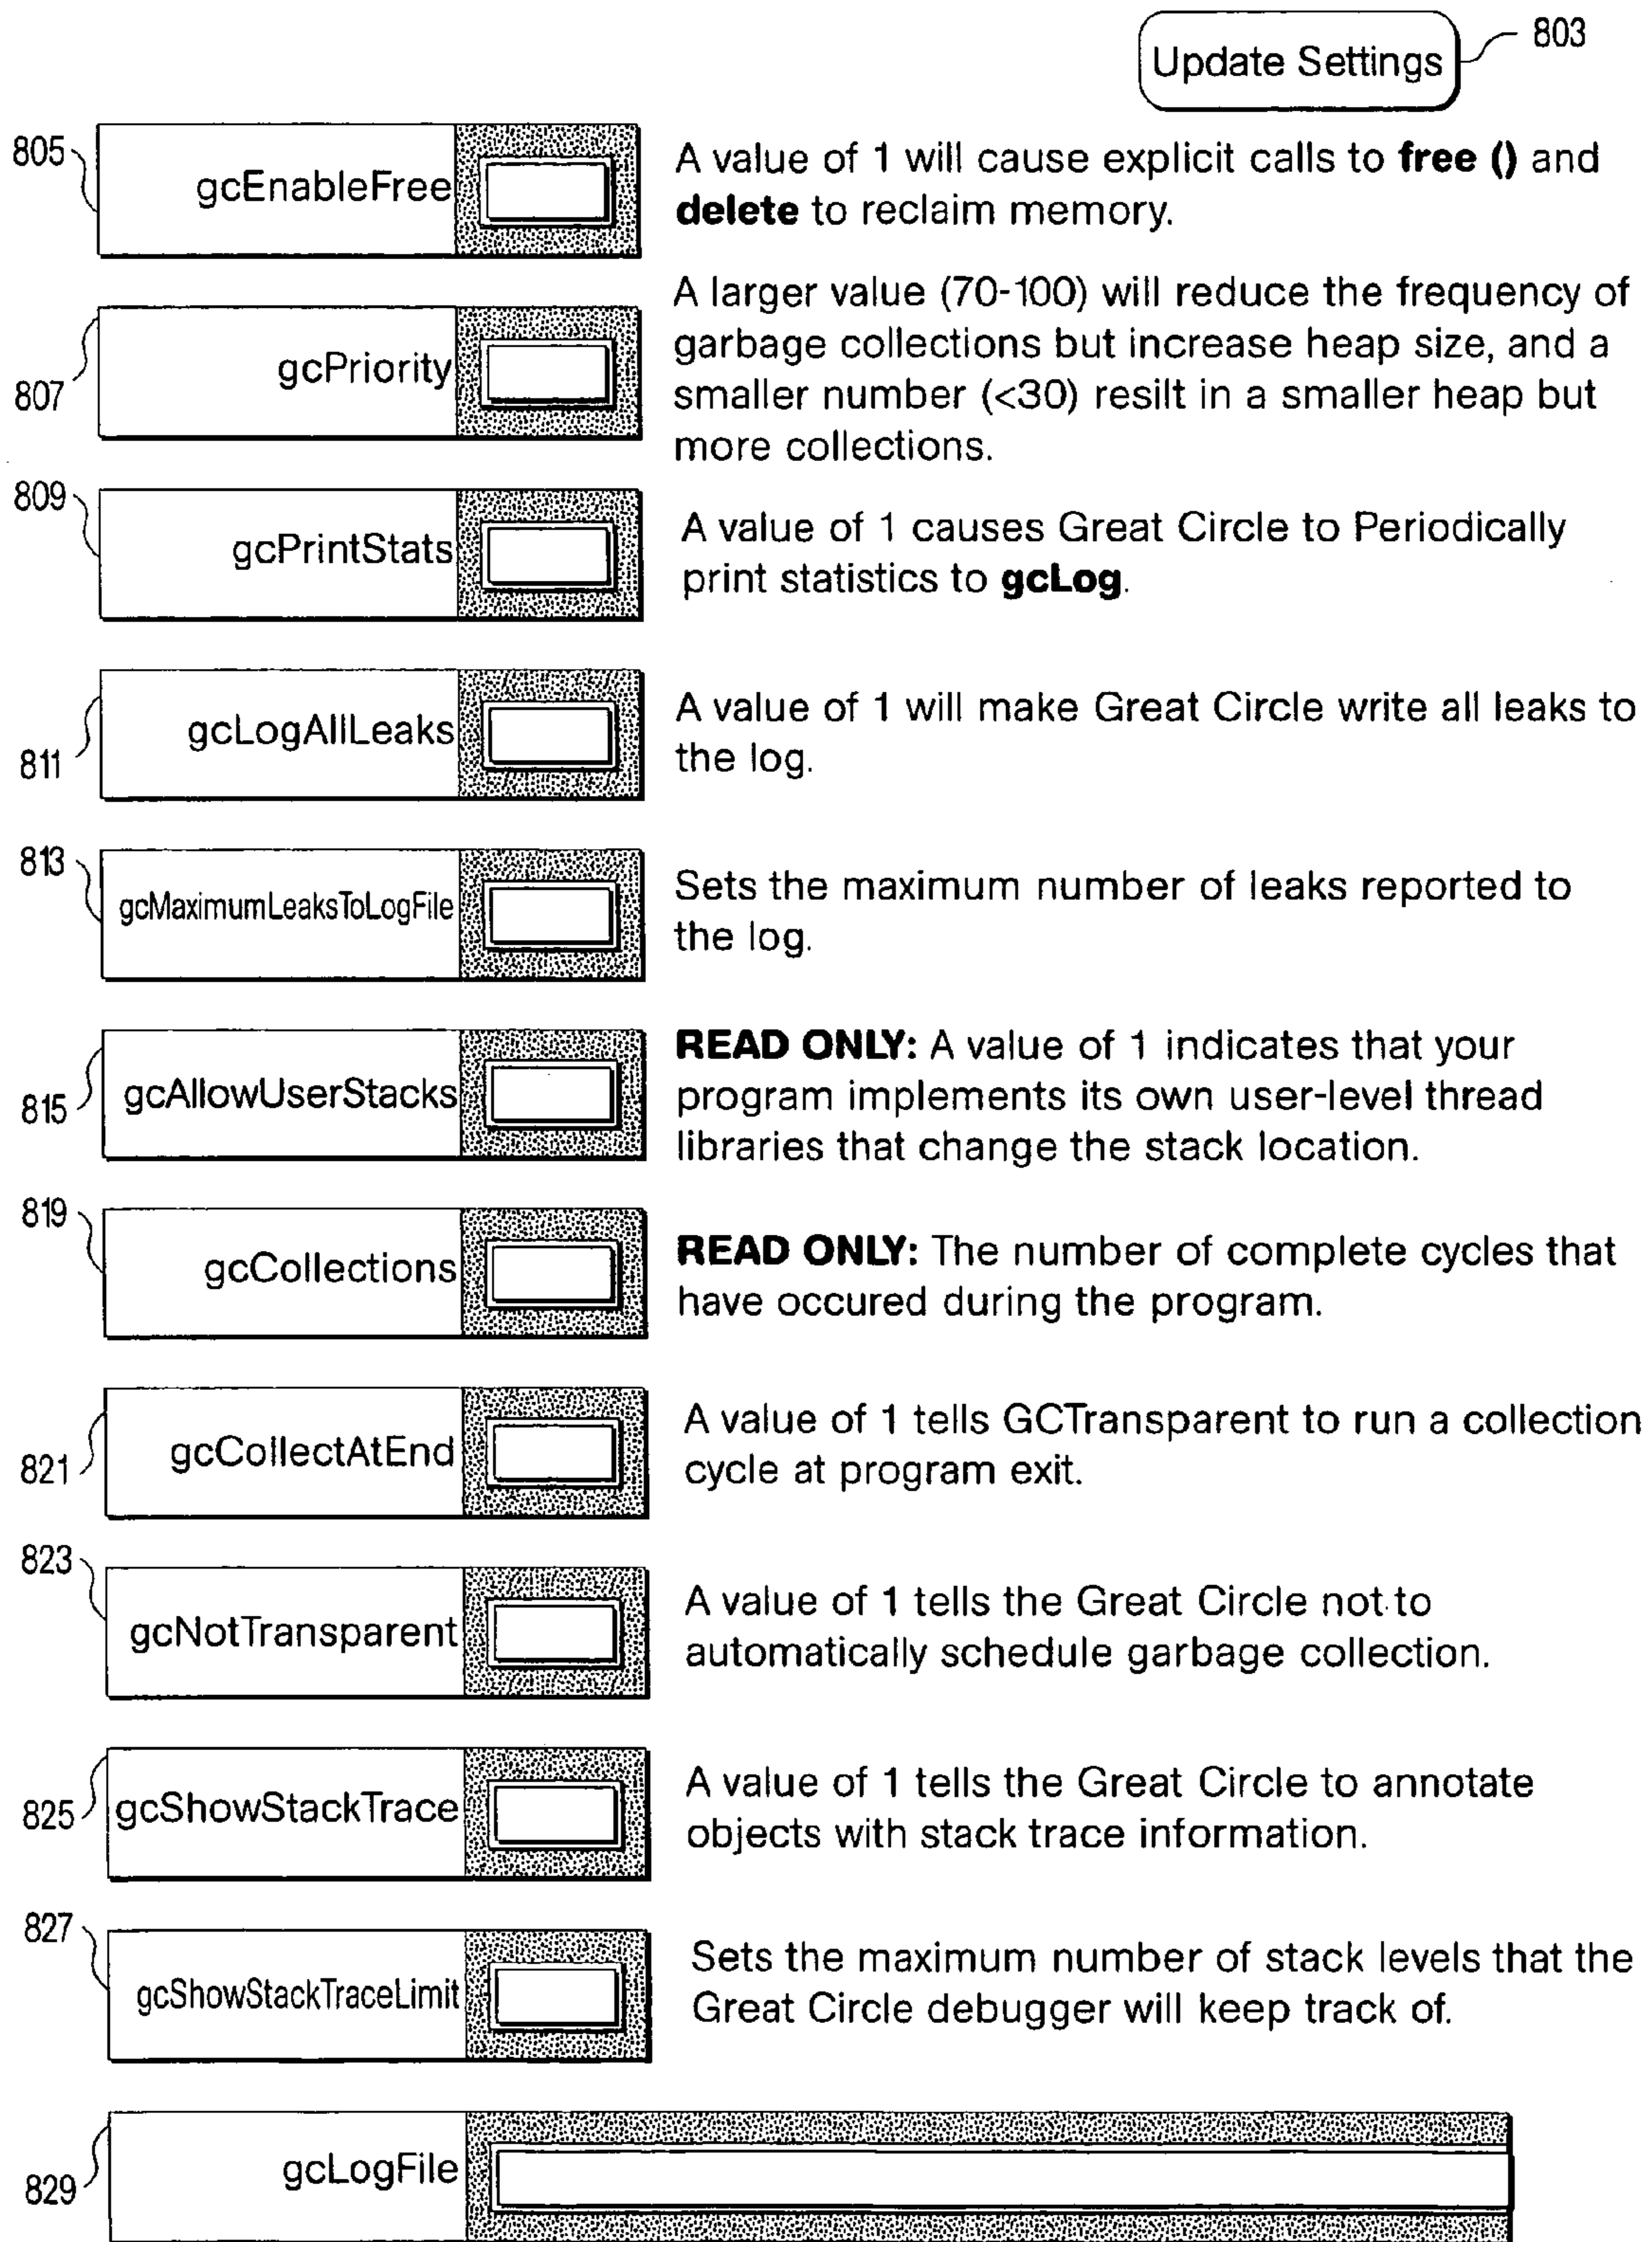 Update Settings
803
805
gcEnableFree
A value of 1 will cause explicit calls to free () and
delete to reclaim memory.
807
gcPriority
A larger value (70-100) will reduce the frequency of
garbage collections but increase heap size, and a
smaller number (<30) resilt in a smaller heap but
more collections.
809
gcPrintStats
A value of 1 causes Great Circle to Periodically
print statistics to gcLog.
811
gcLogAllLeaks
A value of 1 will make Great Circle write all leaks to
the log.
813
gcMaximumLeaksToLogFile
Sets the maximum number of leaks reported to
the log.
815
gcAllowUserStacks
READ ONLY: A value of 1 indicates that your
program implements its own user-level thread
libraries that change the stack location.
819
gcCollections
READ ONLY: The number of complete cycles that
have occured during the program.
821
gcCollectAtEnd
A value of 1 tells GCTransparent to run a collection
cycle at program exit.
823
gcNotTransparent
A value of 1 tells the Great Circle not to
automatically schedule garbage collection.
825
gcShowStackTrace
A value of 1 tells the Great Circle to annotate
objects with stack trace information.
827
gcShowStackTraceLimit
Sets the maximum number of stack levels that the
Great Circle debugger will keep track of.
829
gcLogFile